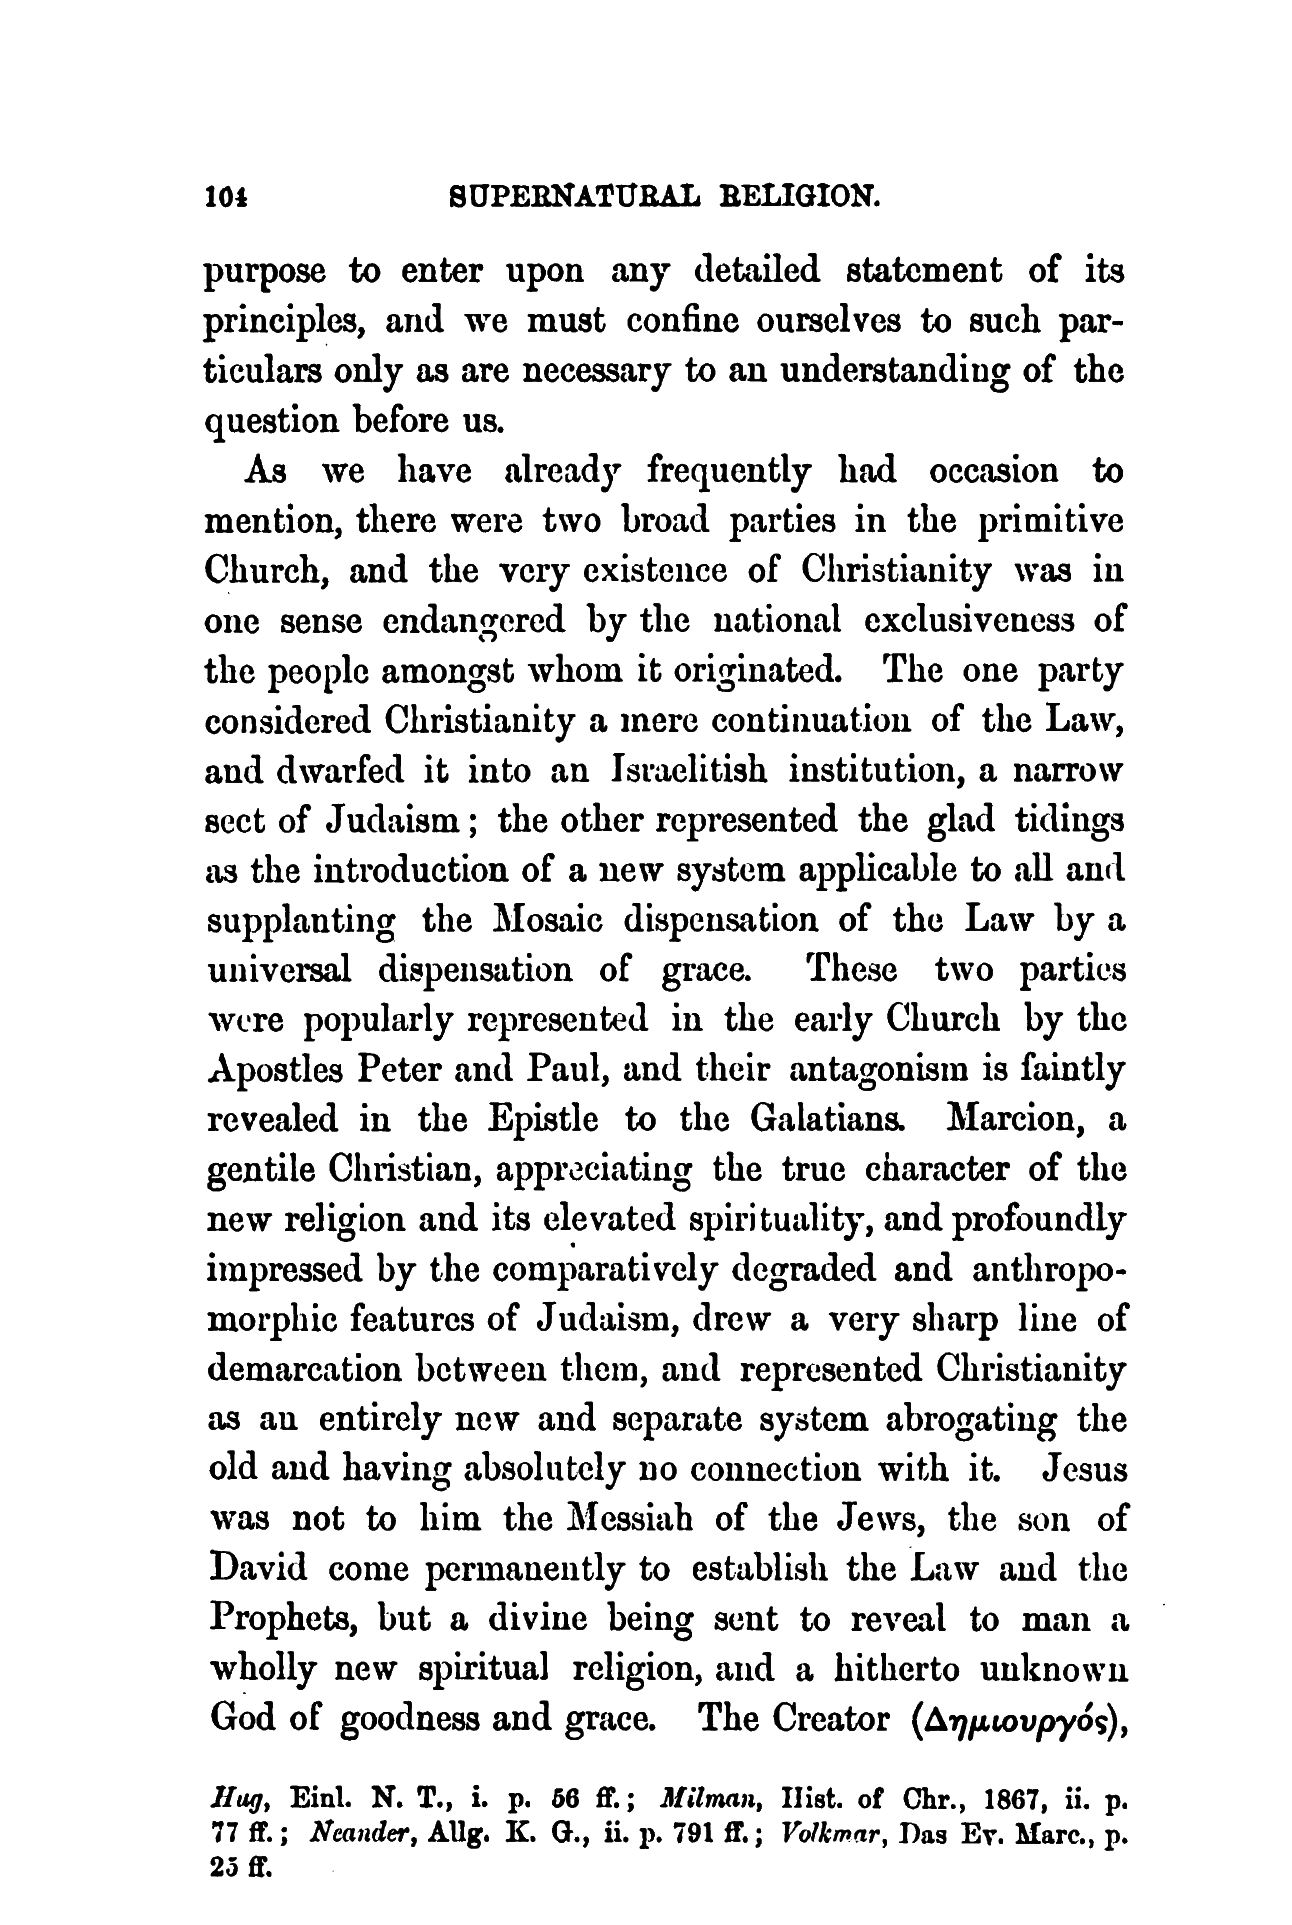 104 SUPERNATURAL RELIGION.
purpose to enter upon any detailed statement of its
principles, and we must confine ourselves to such par-
ticulars only as are necessary to an understanding of the
question before us.
As we have already frequently had occasion to
mention, there were two broad parties in the primitive
Church, and the very existence of Christianity was in
one sense endangered by the national exclusiveness of
the people amongst whom it originated. The one party
considered Christianity a mere continuation of the Law,
and dwarfed it into an Israelitish institution, a narrow
sect of Judaism; the other represented the glad tidings
as the introduction of a new system applicable to all and
supplanting the Mosaic dispensation of the Law by a
universal dispensation of grace. These two parties
were popularly represented in the early Church by the
Apostles Peter and Paul, and their antagonism is faintly
revealed in the Epistle to the Galatians. Marcion, a
gentile Christian, appreciating the true character of the
new religion and its elevated spirituality, and profoundly
impressed by the comparatively degraded and anthropo-
morphic features of Judaism, drew a very sharp line of
demarcation between them, and represented Christianity
as an entirely new and separate system abrogating the
old and having absolutely no connection with it. Jesus
was not to him the Messiah of the Jews, the son of
David come permanently to establish the Law and the
Prophets, but a divine being sent to reveal to man a
wholly new spiritual religion, and a hitherto unknown
God of goodness and grace. The Creator (Δημιουργός),
Hug, Einl. N. T., i. p. 56 ff.; Milman, Hist. of Chr., 1867, ii. p.
77 ff.; Neander, Allg. K. G., ii. p. 791 ff.; Volkmar, Das Ev. Marc., p.
25 ff.